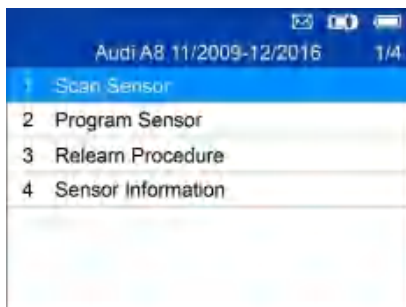 Audi A8 11/2009-12/2016 1/4
1 Scan Sensor
2 Program Sensor
3 Relearn Procedure
4 Sensor Information